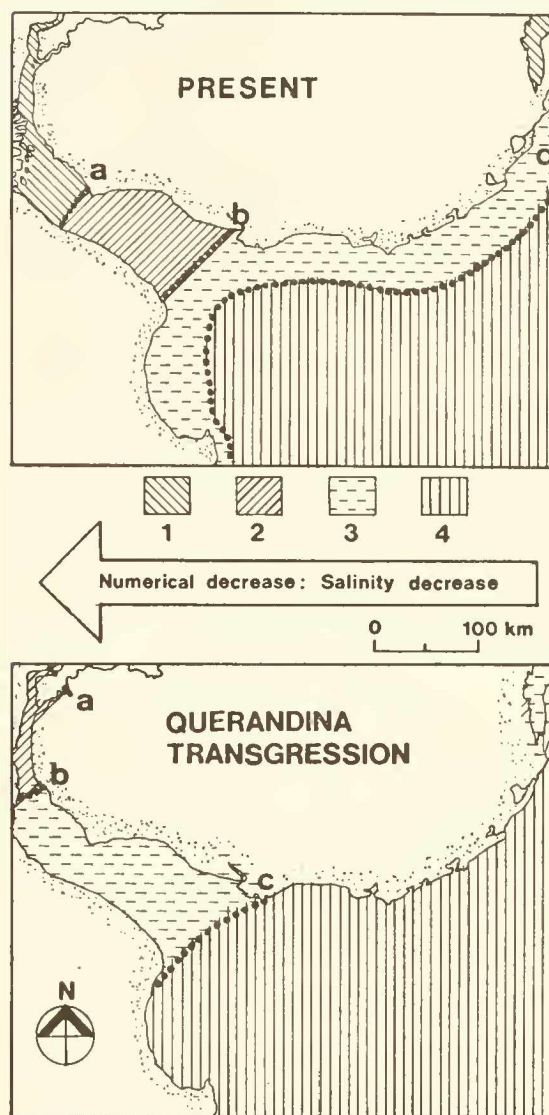 PRESENT
a
b
c
1 2 3 4
Numerical decrease: Salinity decrease
0 100 km
a
QUERANDINA
TRANSGRESSION
b
c
N